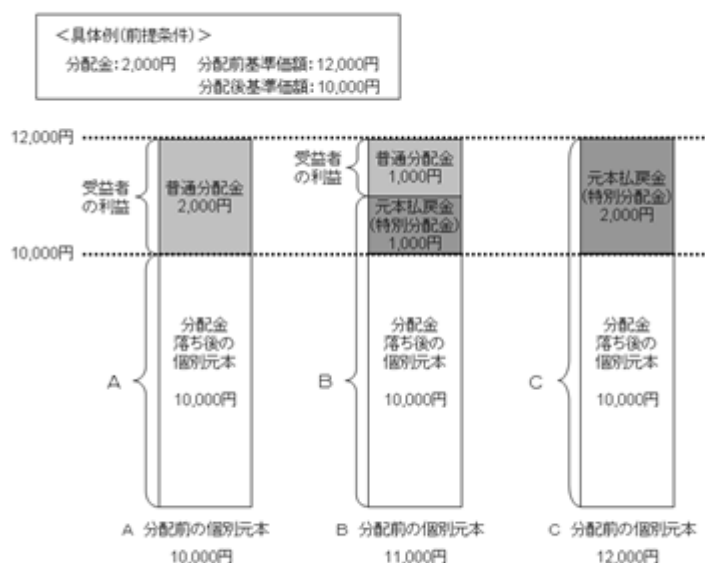 <具体例(前提条件)>
分配金:2,000円 分配前基準価額:12,000円
分配後基準価額:10,000円
12,000円
受益者
の利益
普通分配金
2,000円
受益者
の利益
普通分配金
1,000円
元本払戻金
(特別分配金)
1,000円
元本払戻金
(特別分配金)
2,000円
10,000円
A
分配金
落ち後の
個別元本
10,000円
B
分配金
落ち後の
個別元本
10,000円
C
分配金
落ち後の
個別元本
10,000円
A 分配前の個別元本
10,000円
B 分配前の個別元本
11,000円
C 分配前の個別元本
12,000円